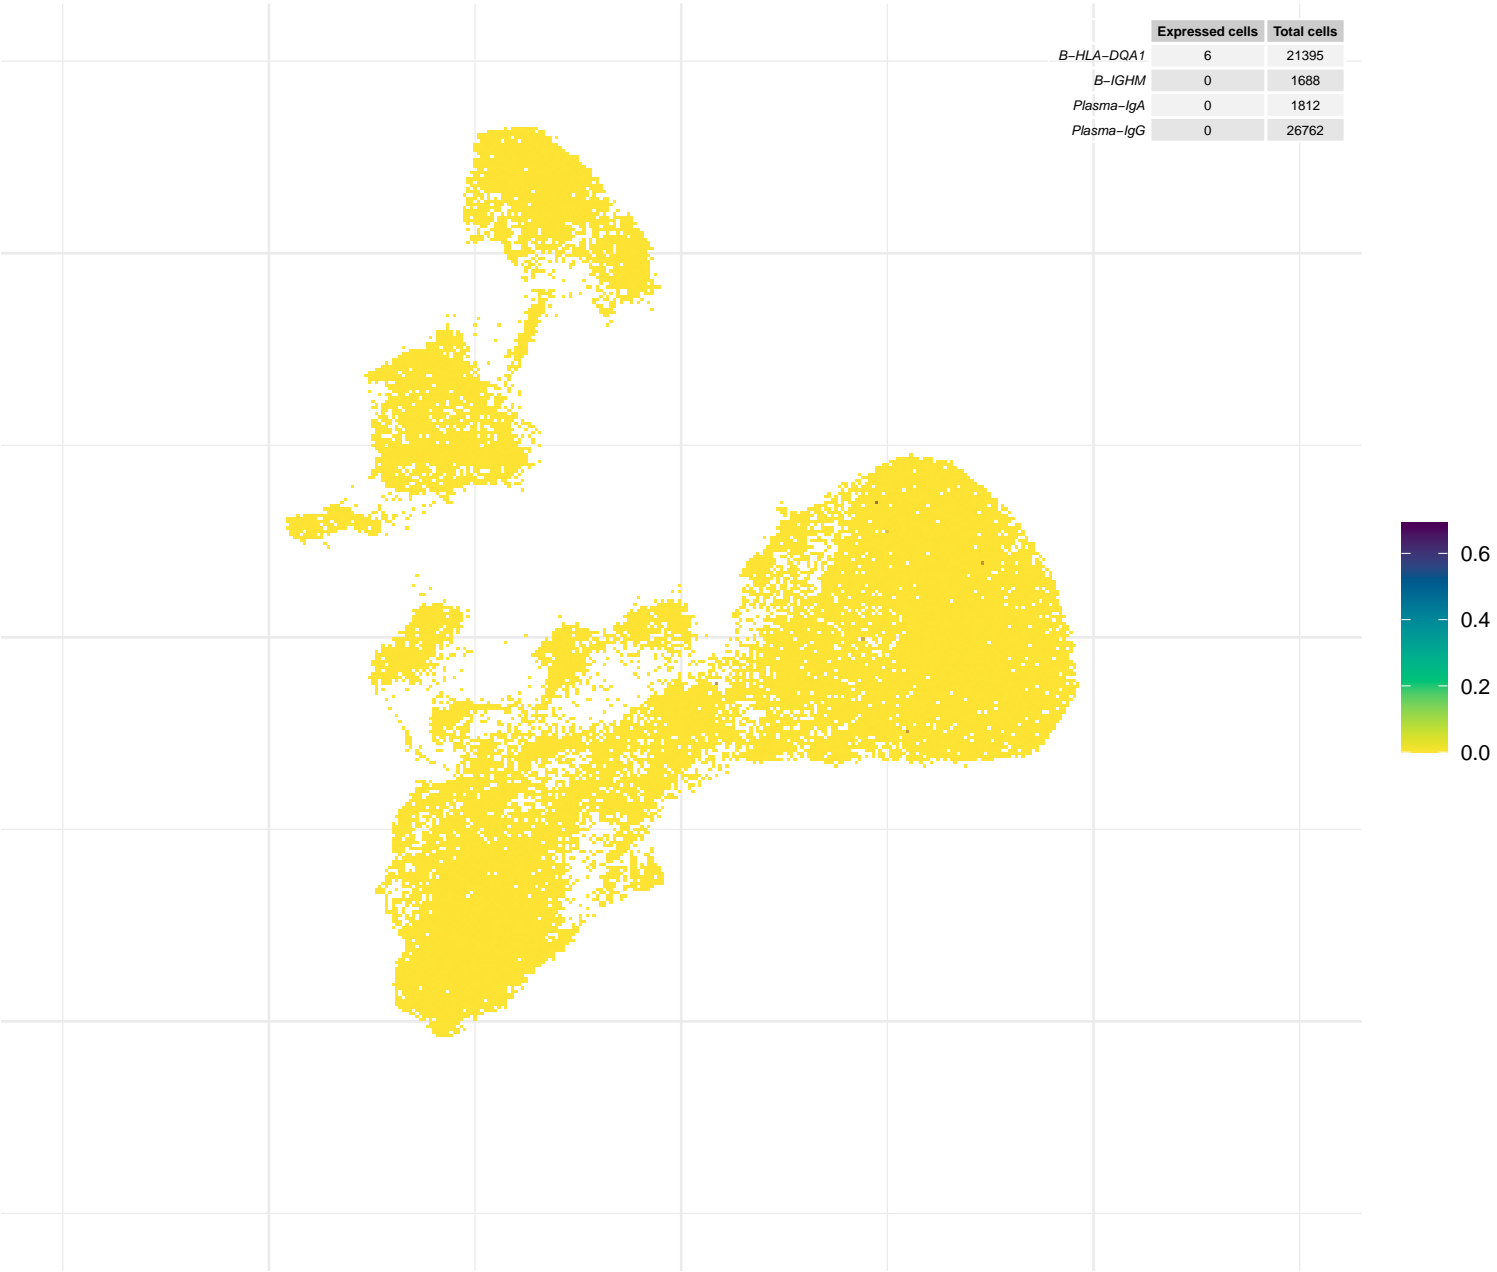 Expressed cells Total cells
B−HLA−DQA1 6 21395
B−IGHM 0 1688
Plasma−IgA 0 1812
Plasma−IgG 0 26762
0.6
0.4
0.2
0.0